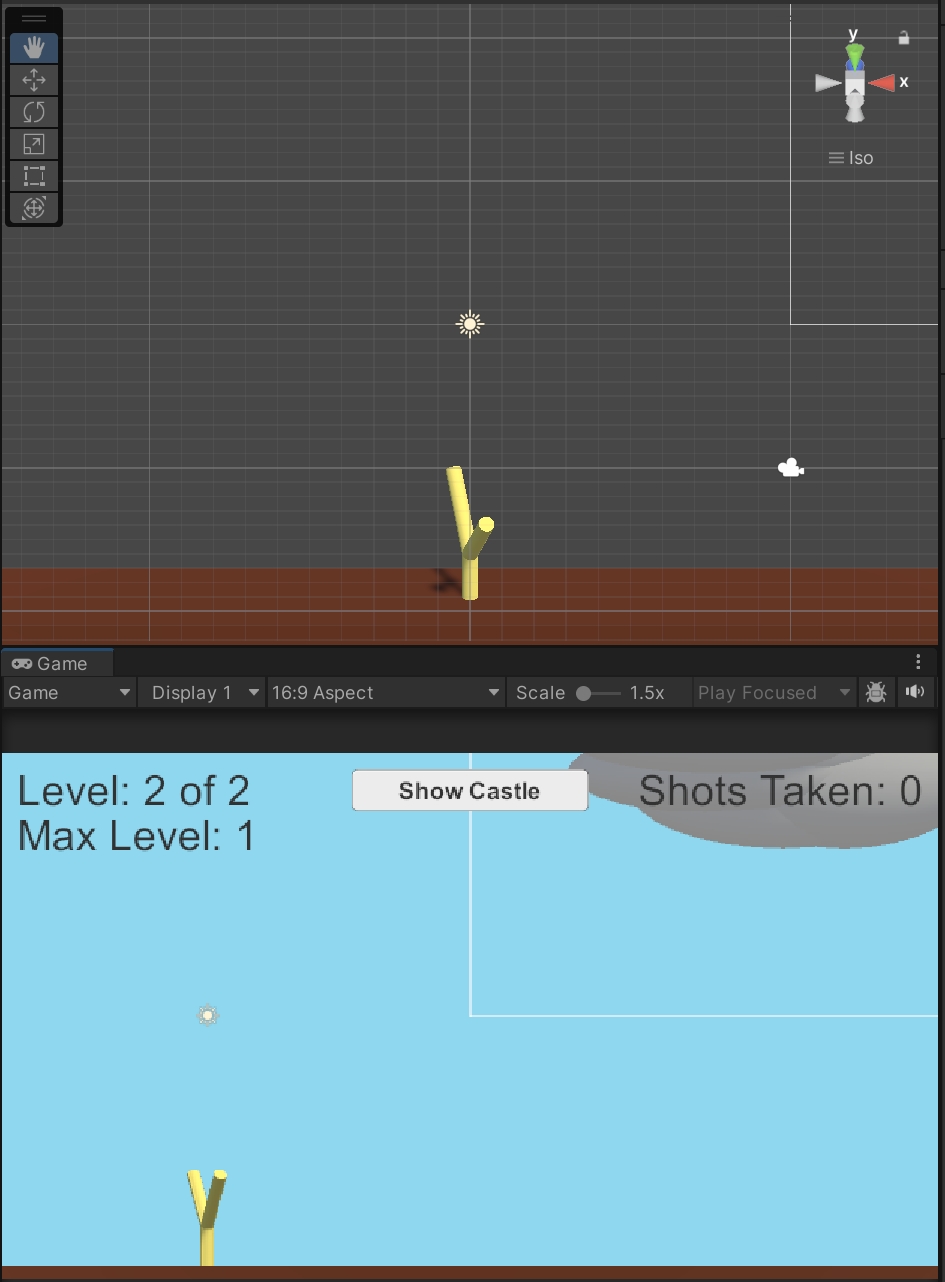 y
x
Iso
Game
Game
Display 1
16:9 Aspect
Scale
1.5x
Play Focused
Level: 2 of 2
Show Castle
Shots Taken: 0
Max Level: 1